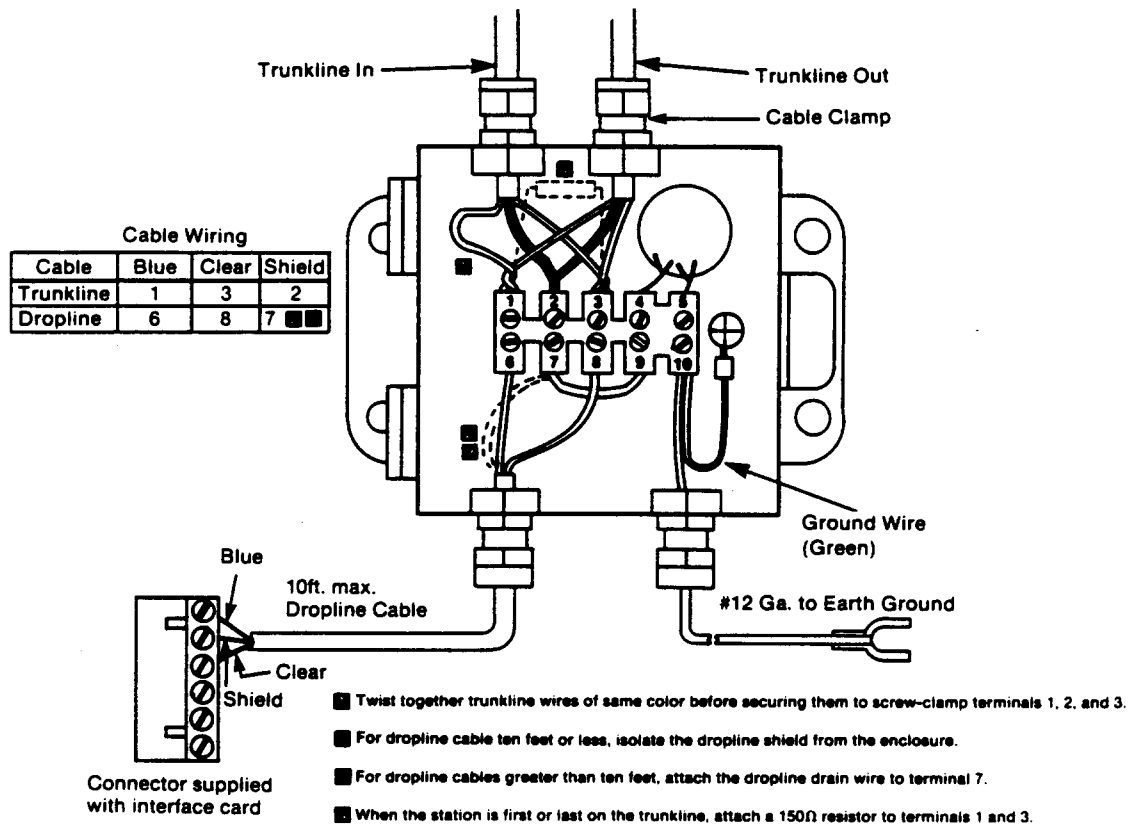 Trunkline In
Trunkline Out
Cable Clamp
Cable Wiring
Cable Blue Clear Shield
Trunkline 1 3 2
Dropline 6 8 7
1 2 3 4 5
6 7 8 9 10
Ground Wire
(Green)
Blue
10ft. max.
Dropline Cable
#12 Ga. to Earth Ground
Clear
Shield
Connector supplied
with interface card
Twist together trunkline wires of same color before securing them to screw-clamp terminals 1, 2, and 3.
For dropline cable ten feet or less, isolate the dropline shield from the enclosure.
For dropline cables greater than ten feet, attach the dropline drain wire to terminal 7.
When the station is first or last on the trunkline, attach a 150Ω resistor to terminals 1 and 3.